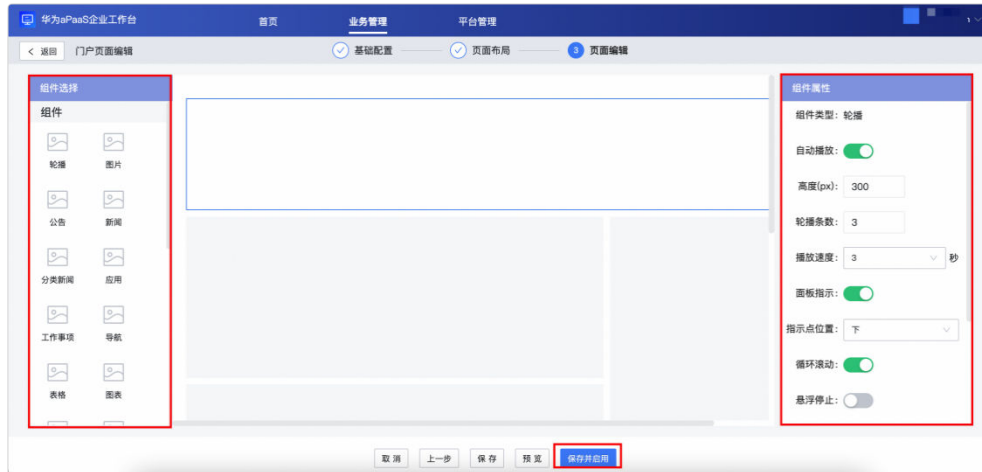 华为aPaaS企业工作台 首页 业务管理 平台管理
< 返回 门户页面编辑 基础配置 页面布局 3 页面编辑
组件选择
组件
轮播 图片
公告 新闻
分类新闻 应用
工作事项 导航
表格 图表
组件属性
组件类型: 轮播
自动播放:
高度(px): 300
轮播条数: 3
播放速度: 3 秒
面板指示:
指示点位置: 下
循环滚动:
悬浮停止:
取消 上一步 保存 预览 保存并启用